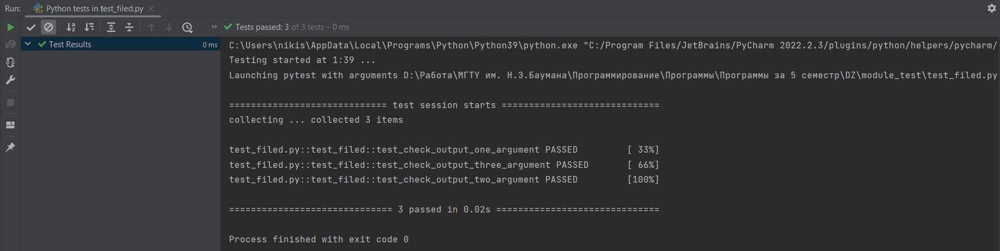 Run: Python tests in test_filed.py
Tests passed: 3 of 3 tests – 0 ms
Test Results 0 ms
C:\Users\nikis\AppData\Local\Programs\Python\Python39\python.exe "C:/Program Files/JetBrains/PyCharm 2022.2.3/plugins/python/helpers/pycharm/
Testing started at 1:39 ...
Launching pytest with arguments D:\Работа\МГТУ им. Н.Э.Баумана\Программирование\Программы\Программы за 5 семестр\DZ\module_test\test_filed.py
============================= test session starts =============================
collecting ... collected 3 items
test_filed.py::test_filed::test_check_output_one_argument PASSED [ 33%]
test_filed.py::test_filed::test_check_output_three_argument PASSED [ 66%]
test_filed.py::test_filed::test_check_output_two_argument PASSED [100%]
============================== 3 passed in 0.02s ==============================
Process finished with exit code 0